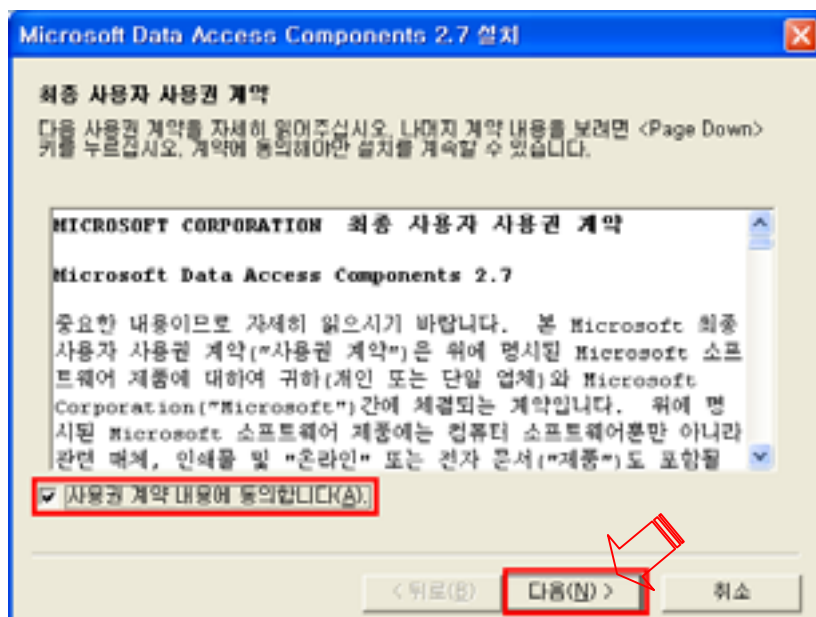 Microsoft Data Access Components 2.7 설치
최종 사용자 사용권 계약
다음 사용권 계약를 자세히 읽어주십시오. 나머지 계약 내용을 보려면 <Page Down>
키를 누르십시오. 계약에 동의해야만 설치를 계속할 수 있습니다.
MICROSOFT CORPORATION 최종 사용자 사용권 계약
Microsoft Data Access Components 2.7
중요한 내용이므로 자세히 읽으시기 바랍니다. 본 Microsoft 최종
사용자 사용권 계약("사용권 계약")은 위에 명시된 Microsoft 소프
트웨어 제품에 대하여 귀하(개인 또는 단일 업체)와 Microsoft
Corporation("Microsoft")간에 체결되는 계약입니다. 위에 명
시된 Microsoft 소프트웨어 제품에는 컴퓨터 소프트웨어뿐만 아니라
관련 매체, 인쇄물 및 "온라인" 또는 전자 문서("제품")도 포함될
사용권 계약 내용에 동의합니다(A).
< 뒤로(B)
다음(N) >
취소